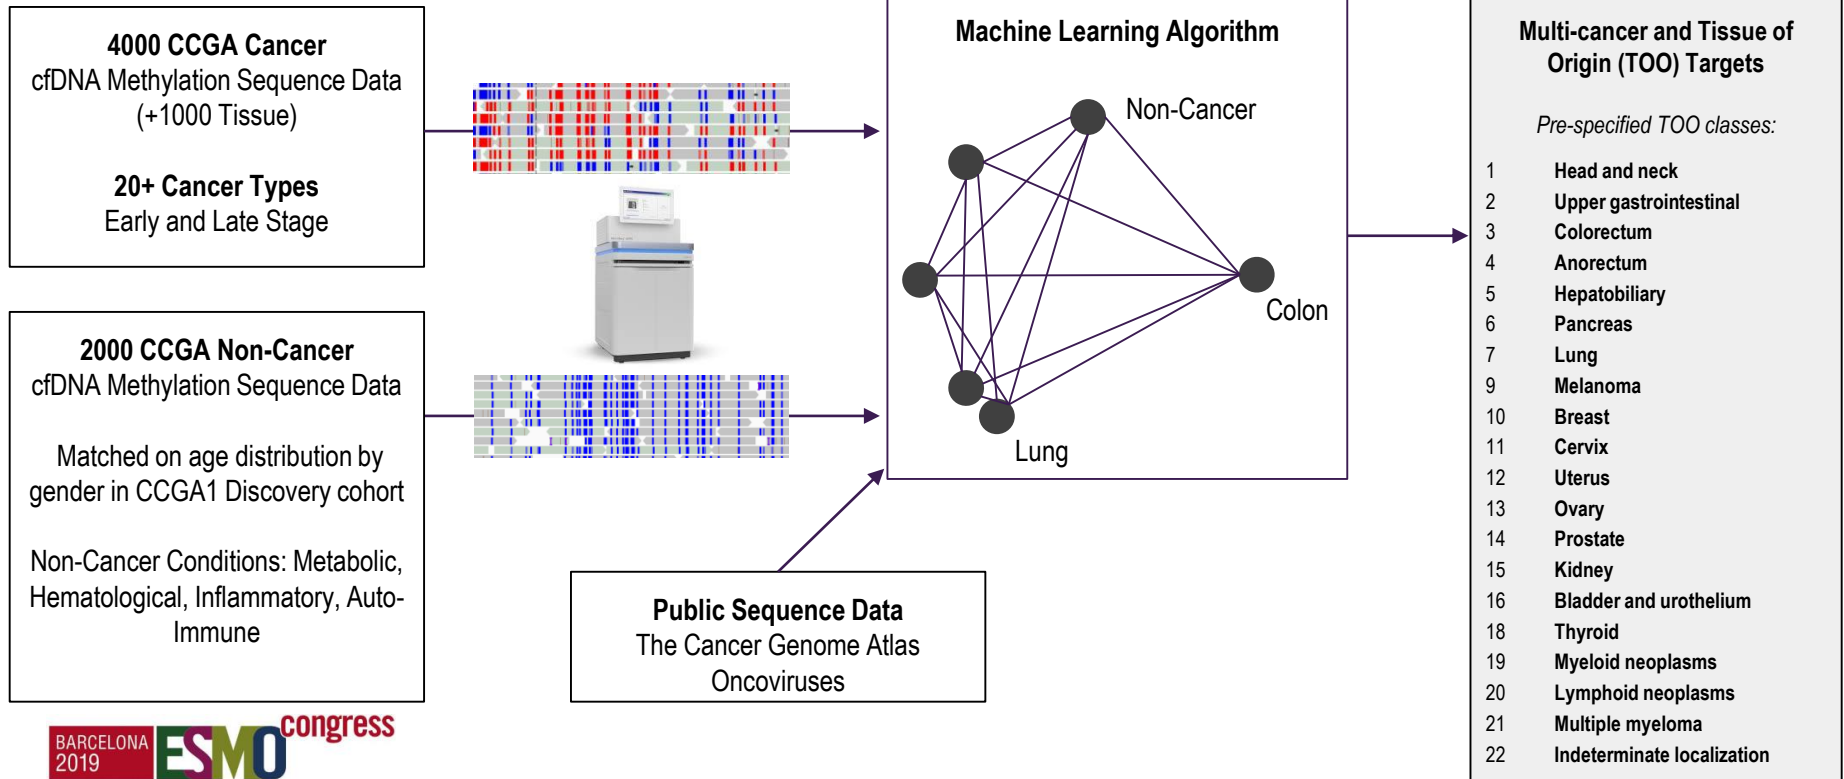 4000 CCGA Cancer
cfDNA Methylation Sequence Data
(+1000 Tissue)
20+ Cancer Types
Early and Late Stage
2000 CCGA Non-Cancer
cfDNA Methylation Sequence Data
Matched on age distribution by
gender in CCGA1 Discovery cohort
Non-Cancer Conditions: Metabolic,
Hematological, Inflammatory, Auto-
Immune
Public Sequence Data
The Cancer Genome Atlas
Oncoviruses
Machine Learning Algorithm
Non-Cancer
Colon
Lung
Multi-cancer and Tissue of
Origin (TOO) Targets
Pre-specified TOO classes:
1 Head and neck
2 Upper gastrointestinal
3 Colorectum
4 Anorectum
5 Hepatobiliary
6 Pancreas
7 Lung
9 Melanoma
10 Breast
11 Cervix
12 Uterus
13 Ovary
14 Prostate
15 Kidney
16 Bladder and urothelium
18 Thyroid
19 Myeloid neoplasms
20 Lymphoid neoplasms
21 Multiple myeloma
22 Indeterminate localization
BARCELONA
2019
ESMO congress